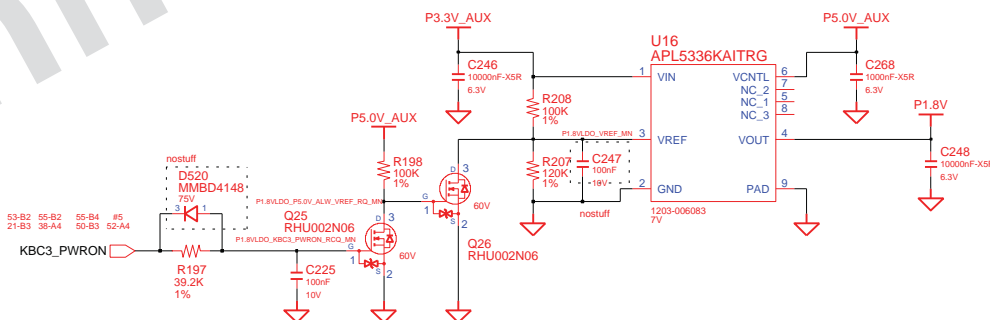 P3.3V_AUX
P5.0V_AUX
U16
APL5336KAITRG
C246
10000nF-X5R
6.3V
1 VIN
VCNTL 6
NC_2 7
NC_1 5
NC_3 8
C268
1000nF-X5R
6.3V
R208
100K
1%
P1.8V
P5.0V_AUX
P1.8VLDO_VREF_MN
3 VREF
VOUT 4
R198
100K
1%
D 3
R207
120K
1%
C247
100nF
10V
C248
10000nF-X5R
6.3V
nostuff
D520
MMBD4148
75V
3 1
P1.8VLDO_P5.0V_ALW_VREF_RQ_MN
G
1
S
2
60V
2 GND
PAD 9
nostuff
1203-006083
7V
53-B2 55-B2 55-B4 #5
21-B3 38-A4 50-B3 52-A4
Q25
RHU002N06
D 3
P1.8VLDO_KBC3_PWRON_RCQ_MN
G
1
S
2
60V
Q26
RHU002N06
KBC3_PWRON
R197
39.2K
1%
C225
100nF
10V